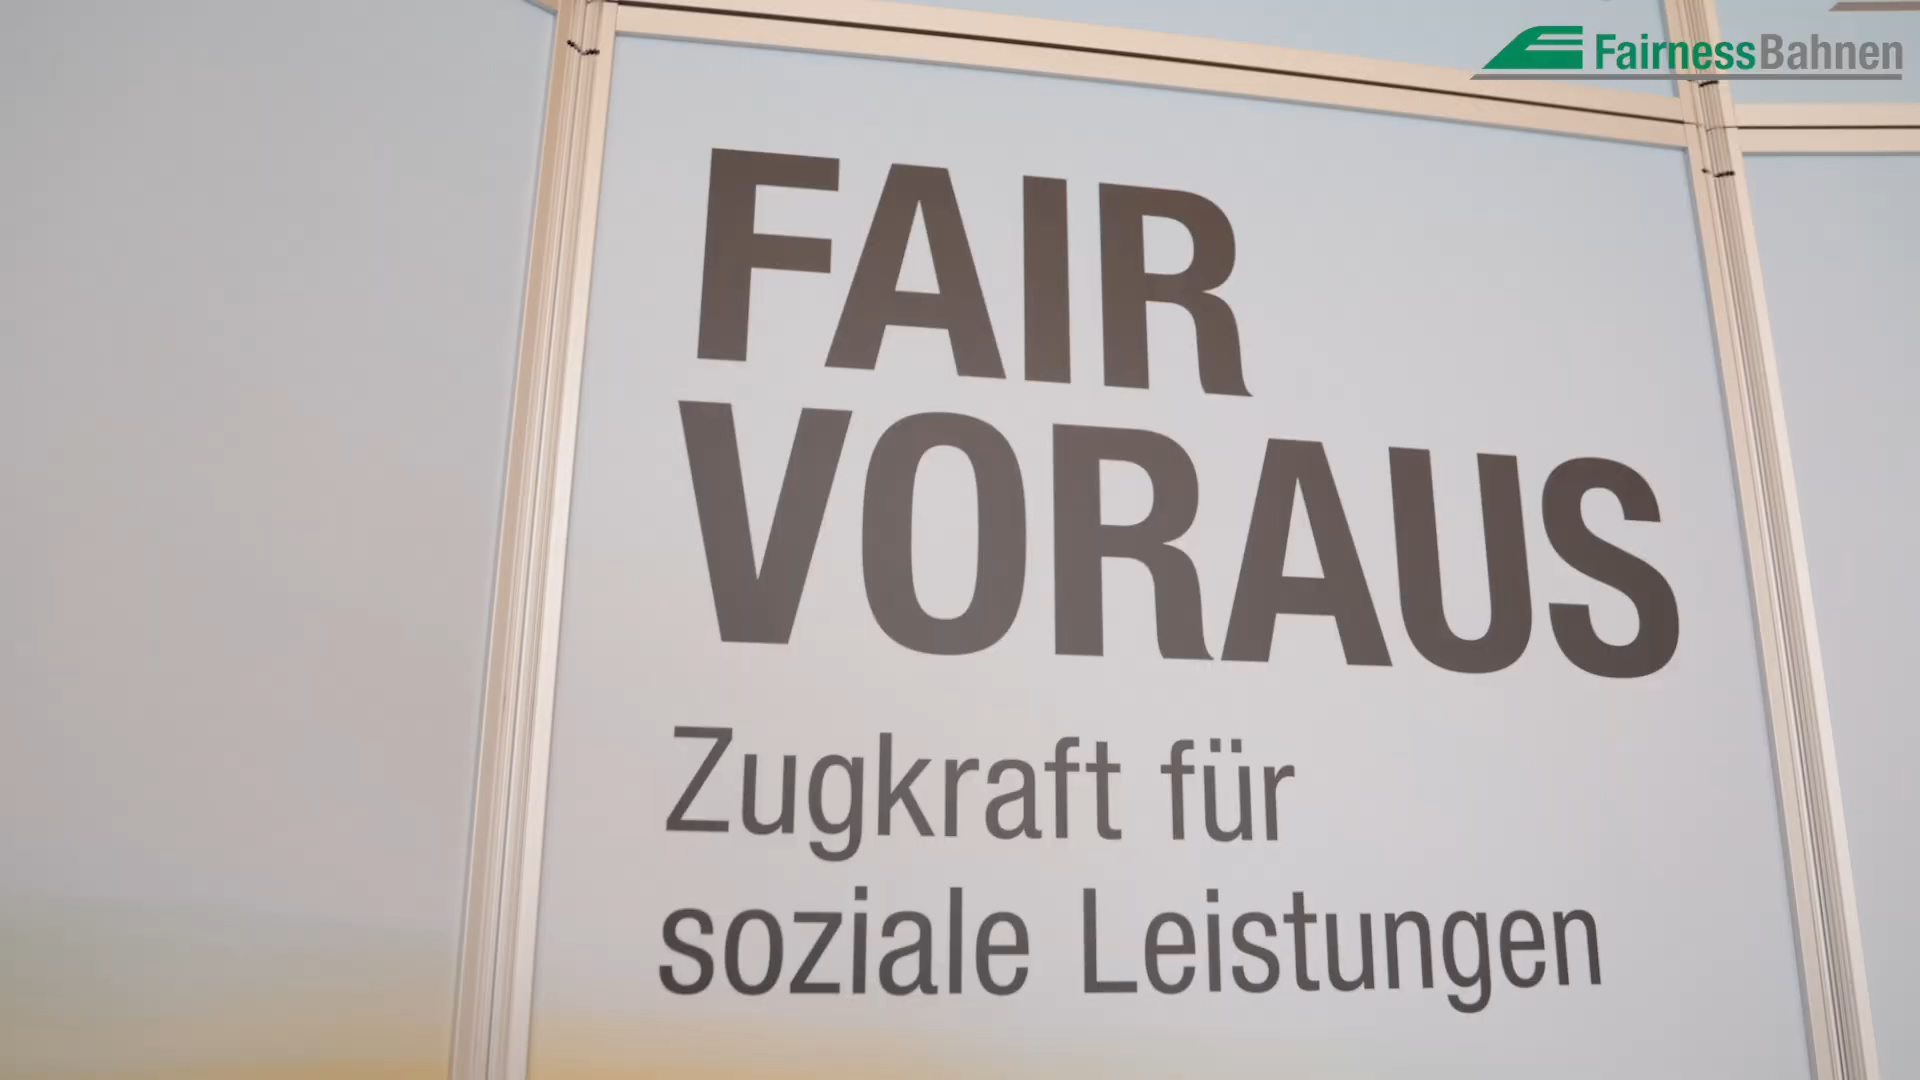 FairnessBahnen
FAIR
VORAUS
Zugkraft für
soziale Leistungen